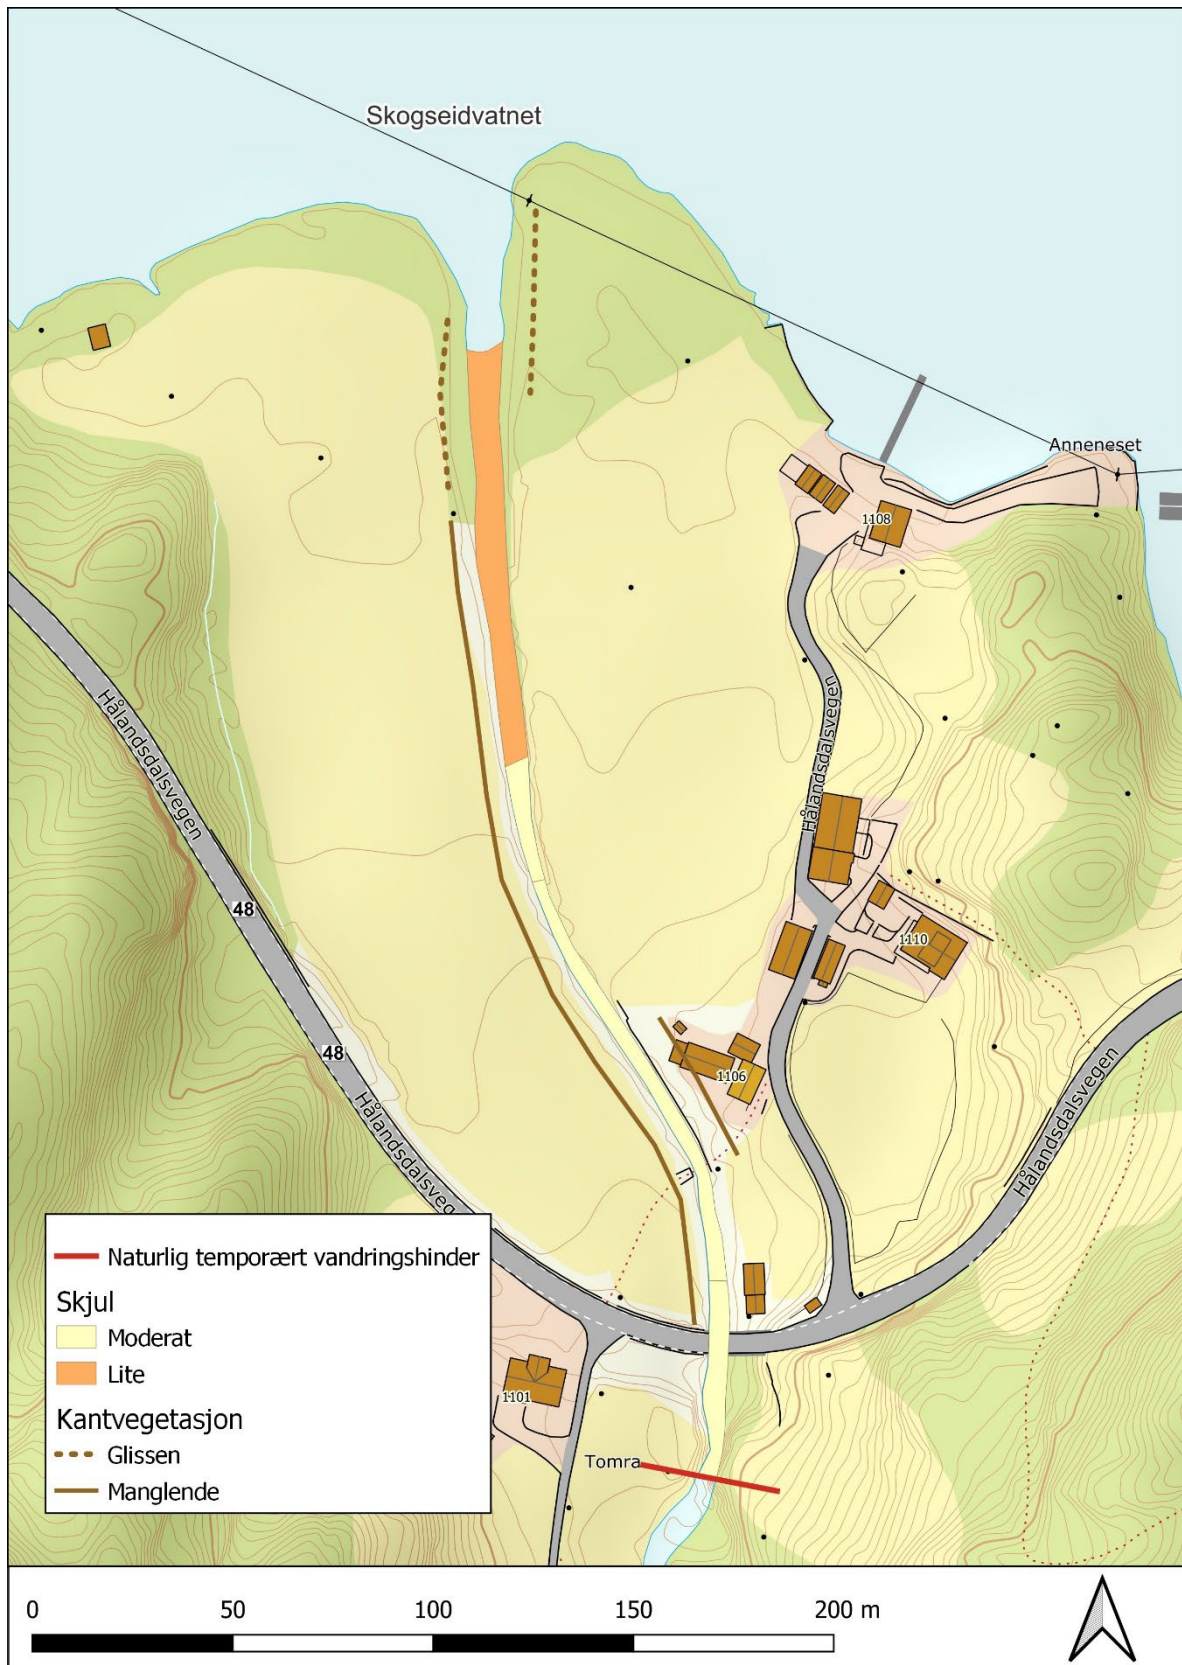 Skogseidvatnet
Anneneset
1108
Hålandsdalsvegen
Hålandsdalsvegen
48
1110
48
1106
Hålandsdalsvegen
Hålandsdalsveg
Naturlig temporært vandringshinder
Skjul
Moderat
Lite
Kantvegetasjon
Glissen
Manglende
1101
Tomra
0 50 100 150 200 m